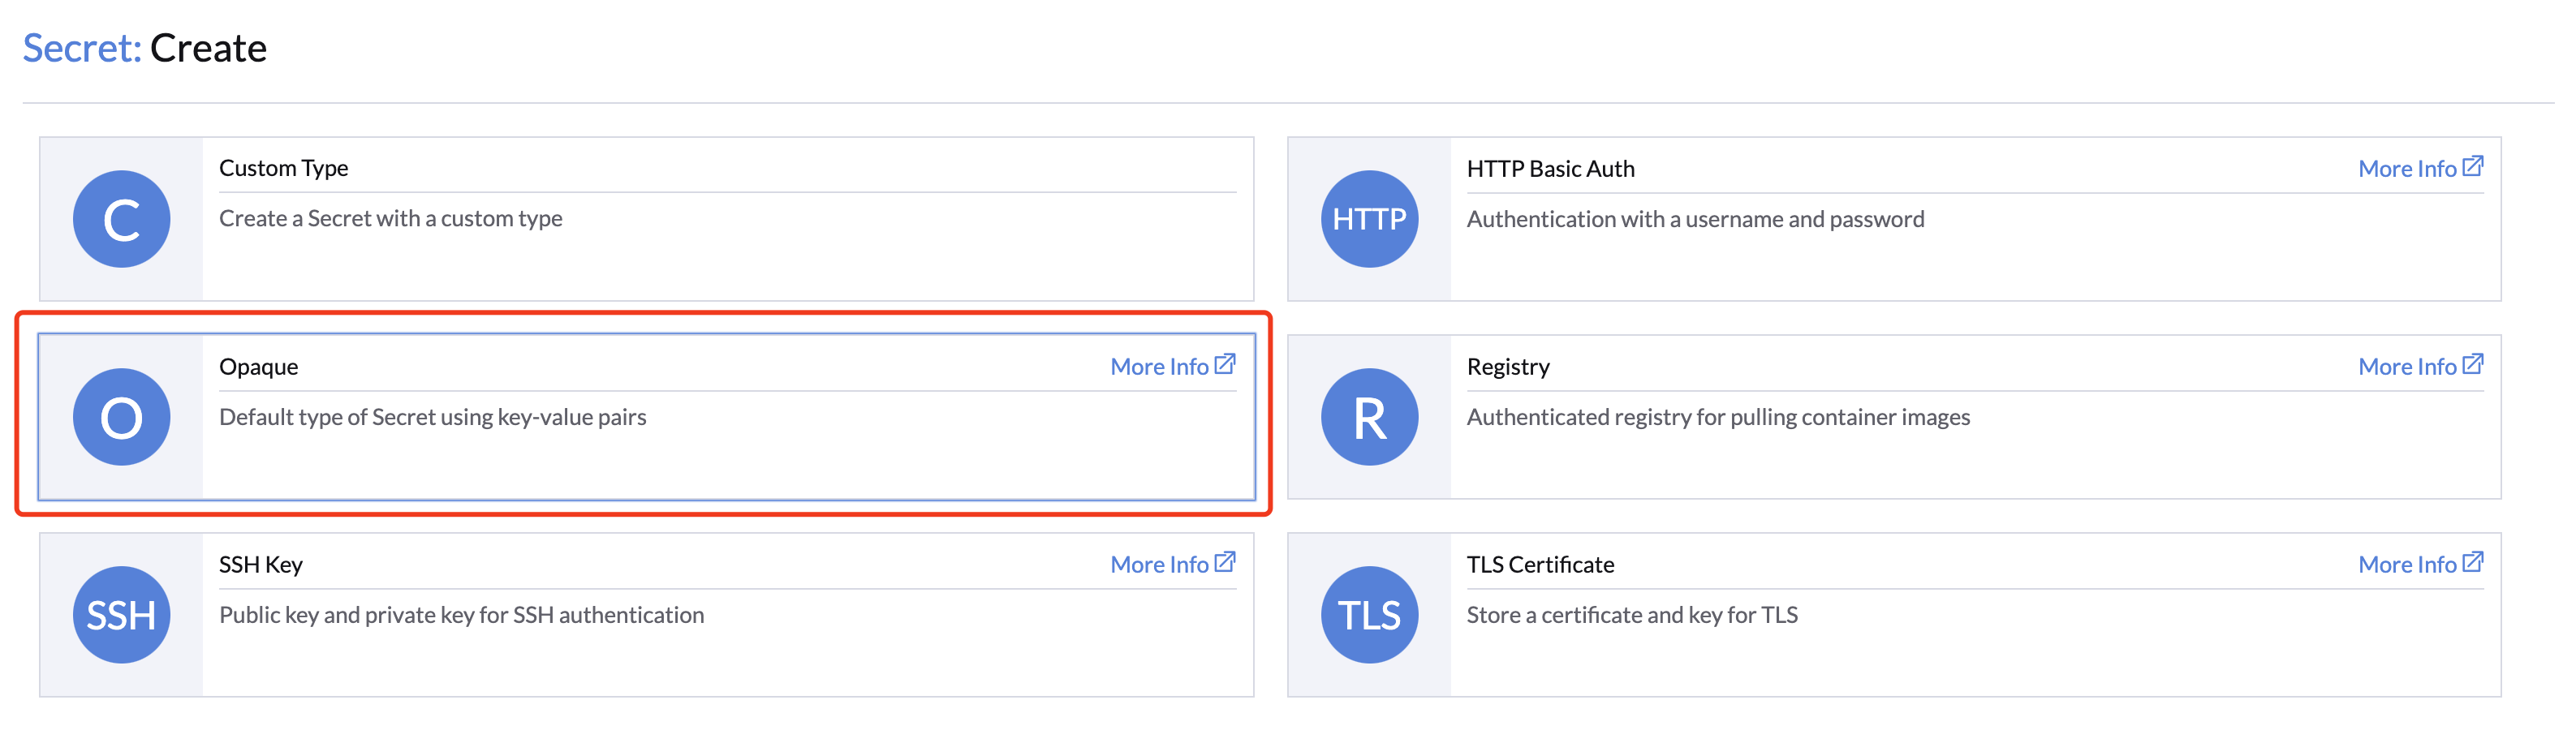 Secret: Create
C
Custom Type
Create a Secret with a custom type
HTTP
HTTP Basic Auth
More Info
Authentication with a username and password
O
Opaque
More Info
Default type of Secret using key-value pairs
R
Registry
More Info
Authenticated registry for pulling container images
SSH
SSH Key
More Info
Public key and private key for SSH authentication
TLS
TLS Certificate
More Info
Store a certificate and key for TLS